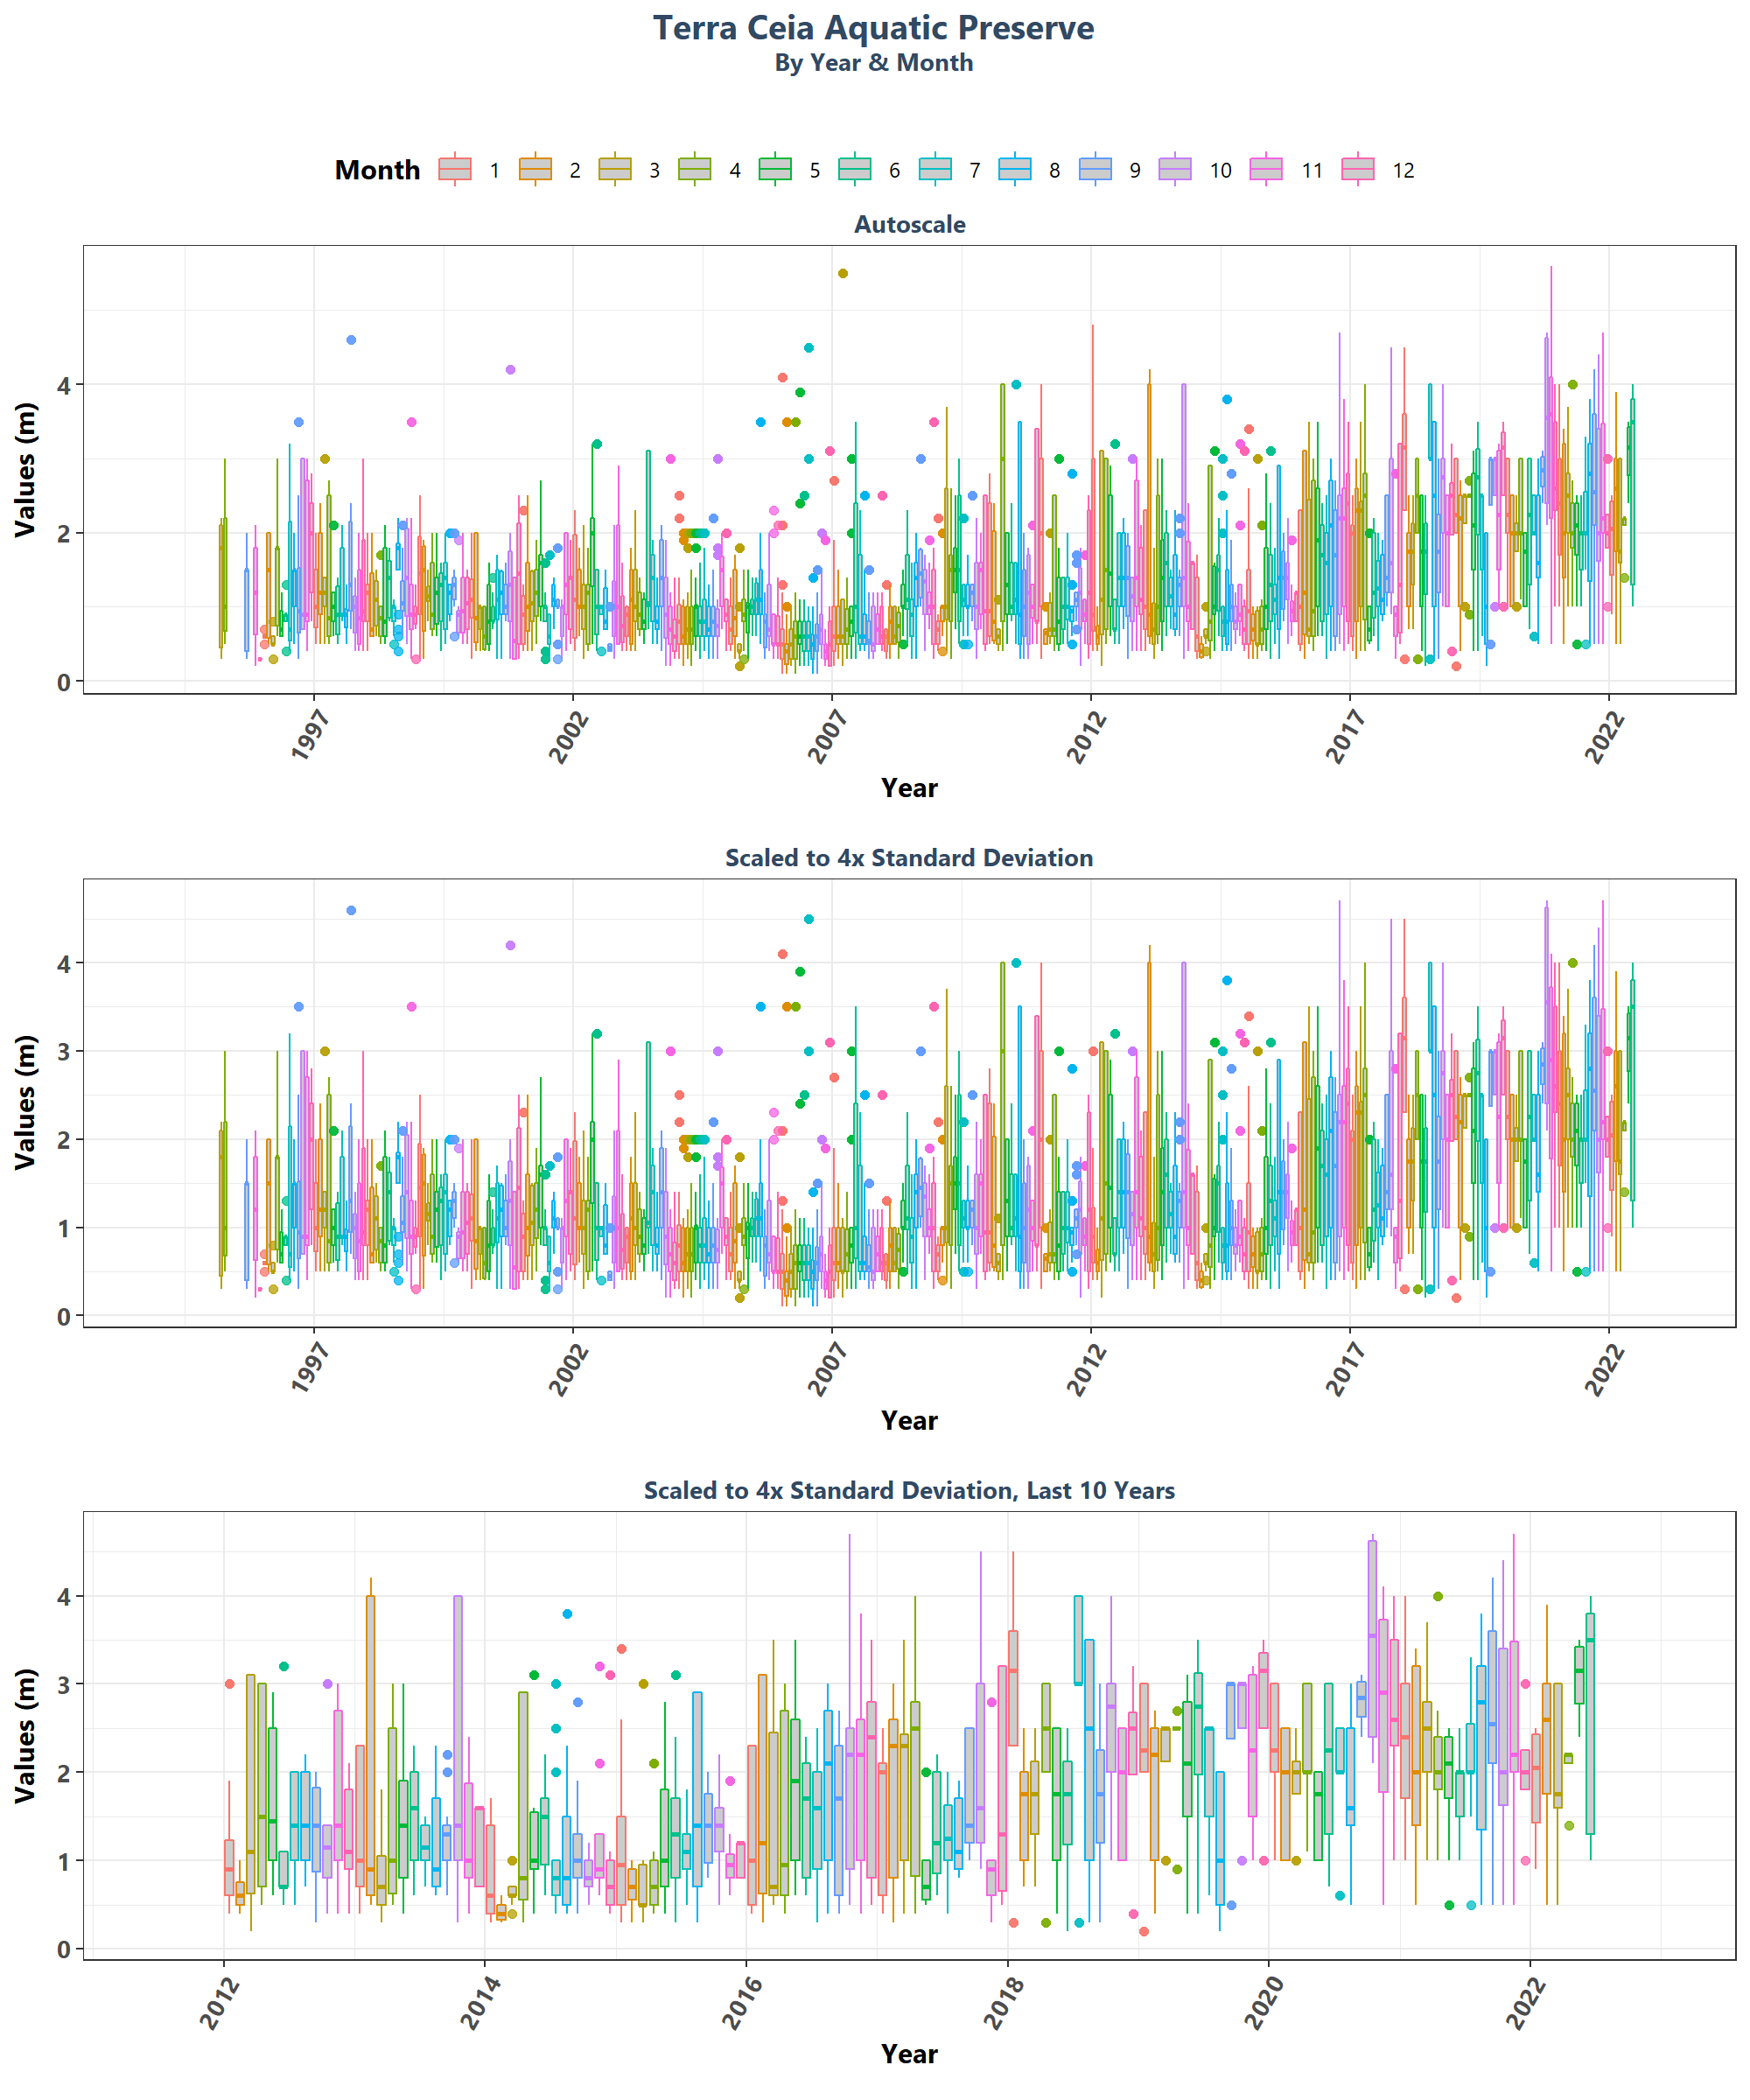 Terra Ceia Aquatic Preserve
By Year & Month
Month 1 2 3 4 5 6 7 8 9 10 11 12
Autoscale
Values (m)
4
2
0
1997 2002 2007 2012 2017 2022
Year
Scaled to 4x Standard Deviation
Values (m)
4
3
2
1
0
1997 2002 2007 2012 2017 2022
Year
Scaled to 4x Standard Deviation, Last 10 Years
Values (m)
4
3
2
1
0
2012 2014 2016 2018 2020 2022
Year